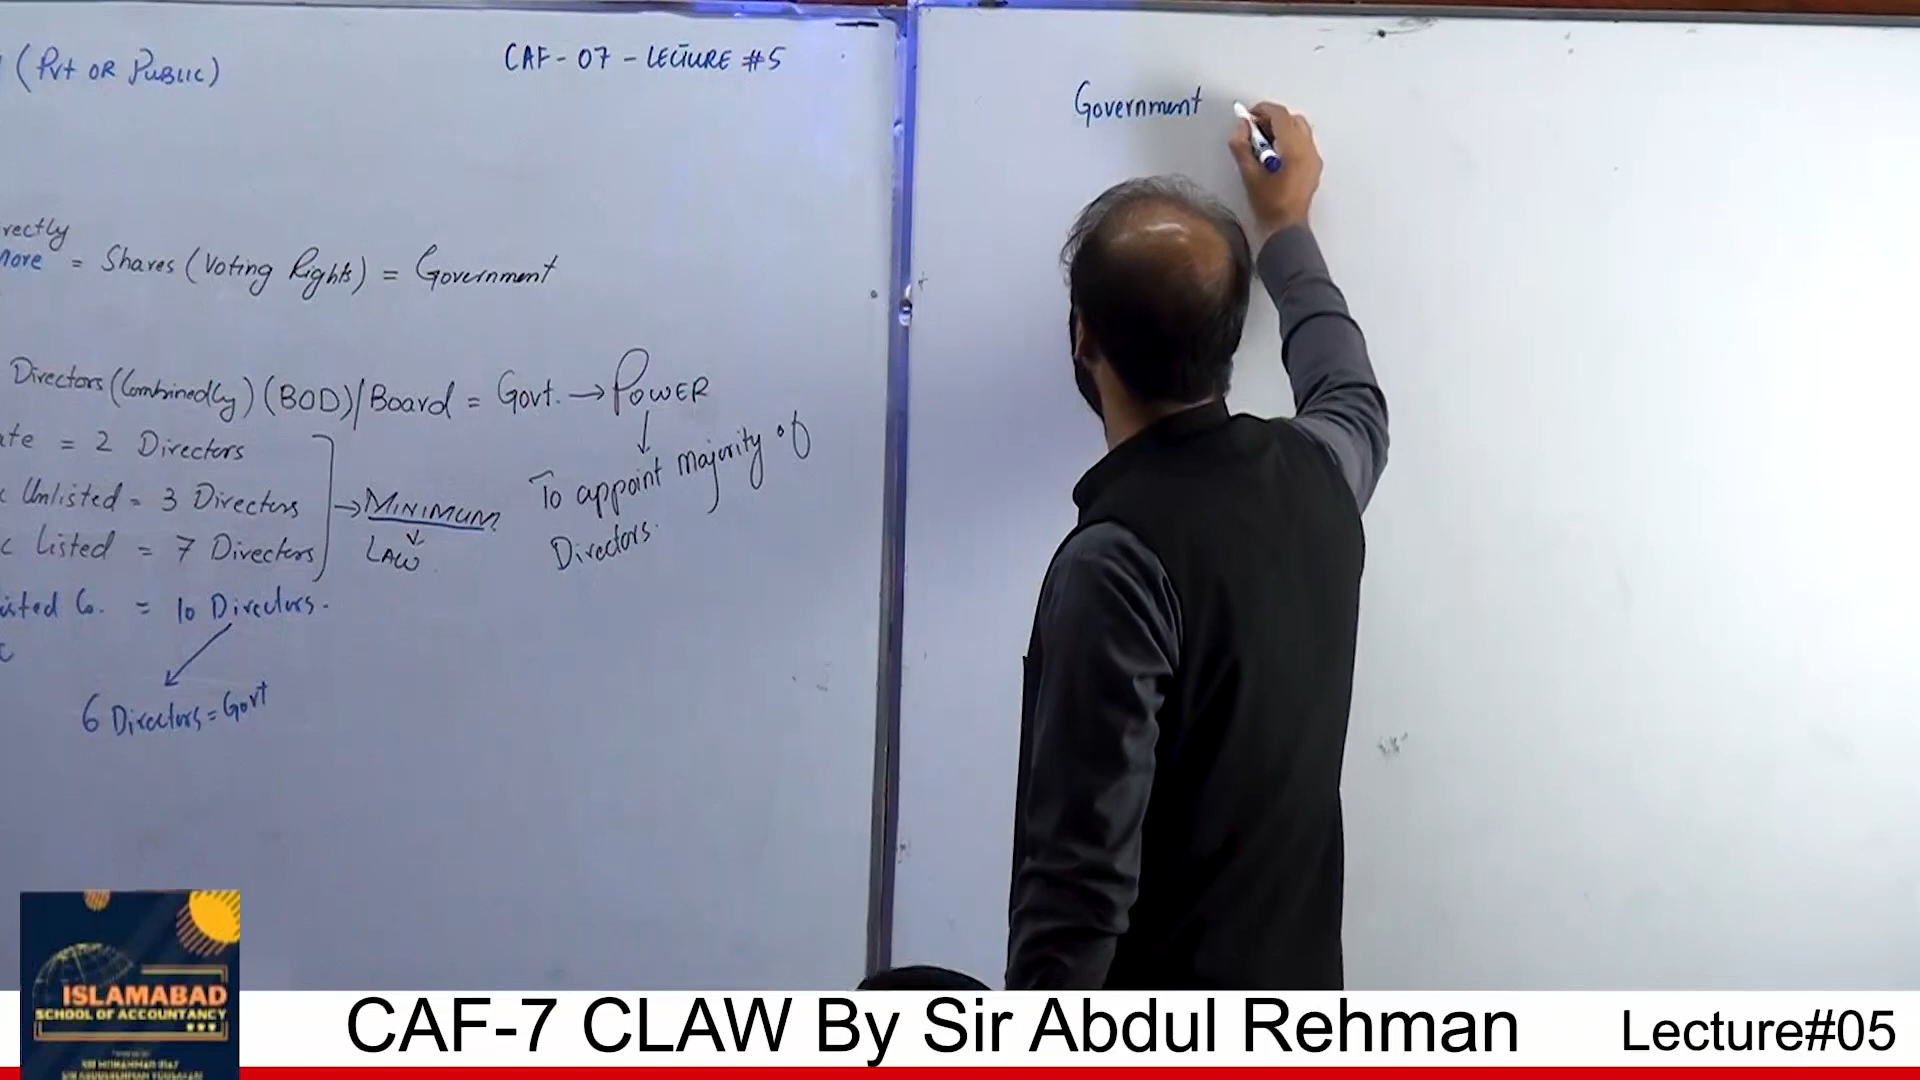 (Pvt OR PUBLIC)
CAF - 07 - LECTURE #5
rectly
more = Shares (Voting Rights) = Government
Directors (Combinedly) (BOD) / Board = Govt. → POWER
ate = 2 Directors
c Unlisted = 3 Directors
c Listed = 7 Directors
→ MINIMUM
LAW
To appoint majority of
Directors.
isted Co. = 10 Directors.
c
6 Directors = Govt
Government
ISLAMABAD
SCHOOL OF ACCOUNTANCY
CAF-7 CLAW By Sir Abdul Rehman
Lecture#05